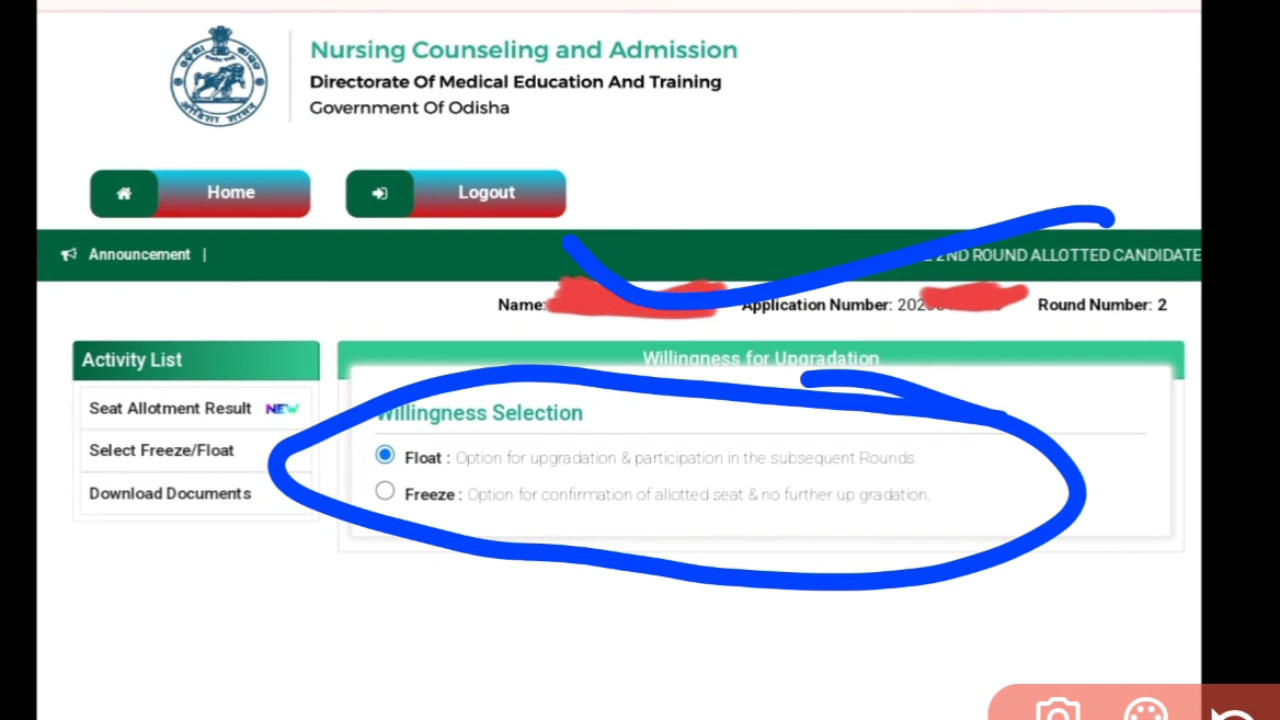 Nursing Counseling and Admission
Directorate Of Medical Education And Training
Government Of Odisha
Home
Logout
Announcement |
2ND ROUND ALLOTTED CANDIDATE
Name:
Application Number: 202
Round Number: 2
Activity List
Seat Allotment Result NEW
Select Freeze/Float
Download Documents
Willingness for Upgradation
Willingness Selection
Float : Option for upgradation & participation in the subsequent Rounds.
Freeze : Option for confirmation of allotted seat & no further up gradation.